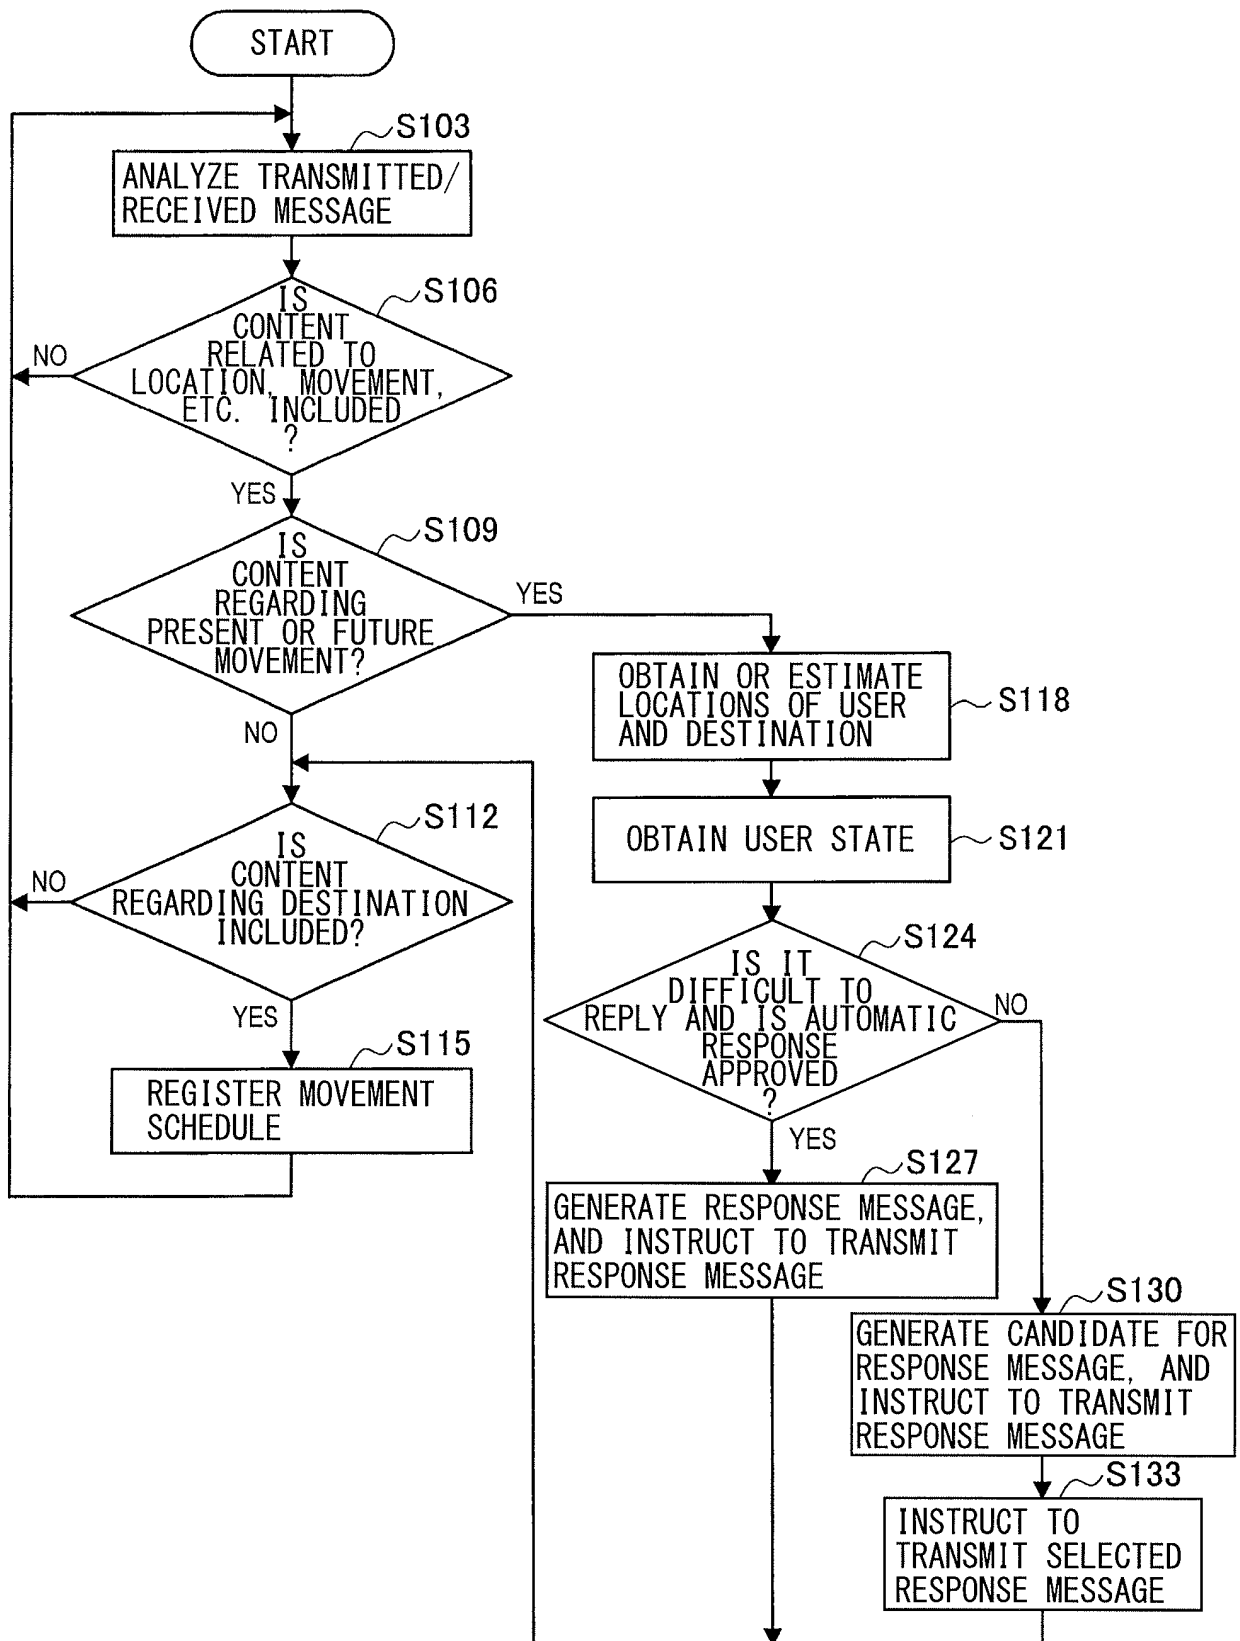 START
S103
ANALYZE TRANSMITTED/
RECEIVED MESSAGE
S106
IS
CONTENT
RELATED TO
LOCATION, MOVEMENT,
ETC. INCLUDED
?
NO
YES
S109
IS
CONTENT
REGARDING
PRESENT OR FUTURE
MOVEMENT?
YES
NO
S112
IS
CONTENT
REGARDING DESTINATION
INCLUDED?
NO
YES
S115
REGISTER MOVEMENT
SCHEDULE
OBTAIN OR ESTIMATE
LOCATIONS OF USER
AND DESTINATION
S118
OBTAIN USER STATE
S121
S124
IS IT
DIFFICULT TO
REPLY AND IS AUTOMATIC
RESPONSE
APPROVED
?
NO
YES
S127
GENERATE RESPONSE MESSAGE,
AND INSTRUCT TO TRANSMIT
RESPONSE MESSAGE
S130
GENERATE CANDIDATE FOR
RESPONSE MESSAGE, AND
INSTRUCT TO TRANSMIT
RESPONSE MESSAGE
S133
INSTRUCT TO
TRANSMIT SELECTED
RESPONSE MESSAGE